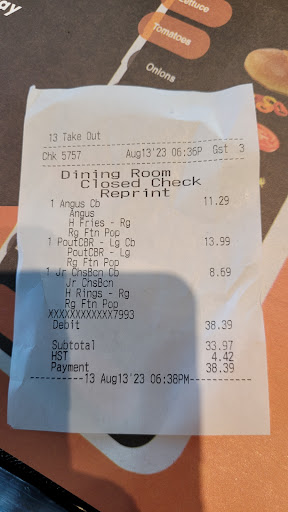 ay
Lettuce
Tomatoes
Onions
13 Take Out
Chk 5757 Aug13'23 06:36P Gst 3
Dining Room
Closed Check
Reprint
1 Angus Cb 11.29
Angus
H Fries - Rg
Rg Ftn Pop
1 PoutCBR - Lg Cb 13.99
PoutCBR - Lg
Rg Ftn Pop
1 Jr ChsBcn Cb 8.69
Jr ChsBcn
H Rings - Rg
Rg Ftn Pop
XXXXXXXXXXXX7993
Debit 38.39
Subtotal 33.97
HST 4.42
Payment 38.39
--------13 Aug13'23 06:38PM--------